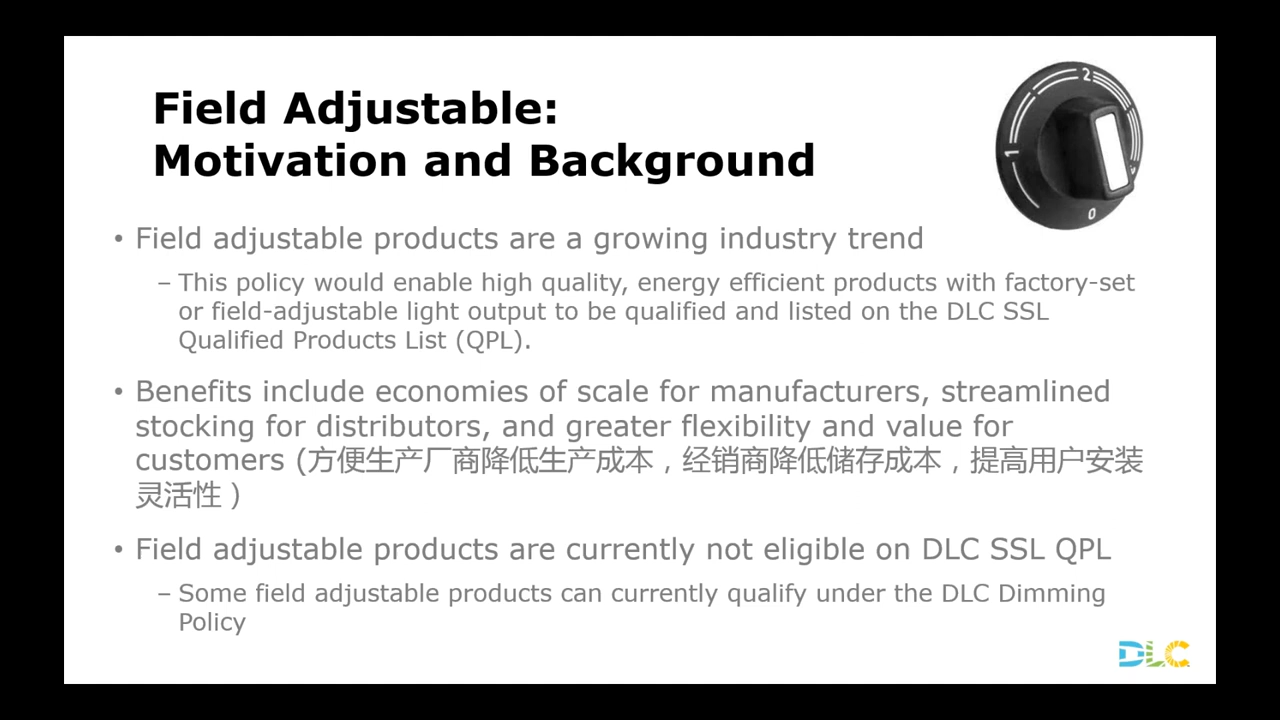 Field Adjustable:
Motivation and Background
2
1
0
• Field adjustable products are a growing industry trend
– This policy would enable high quality, energy efficient products with factory-set
or field-adjustable light output to be qualified and listed on the DLC SSL
Qualified Products List (QPL).
• Benefits include economies of scale for manufacturers, streamlined
stocking for distributors, and greater flexibility and value for
customers (方便生产厂商降低生产成本，经销商降低储存成本，提高用户安装
灵活性）
• Field adjustable products are currently not eligible on DLC SSL QPL
– Some field adjustable products can currently qualify under the DLC Dimming
Policy
DLC